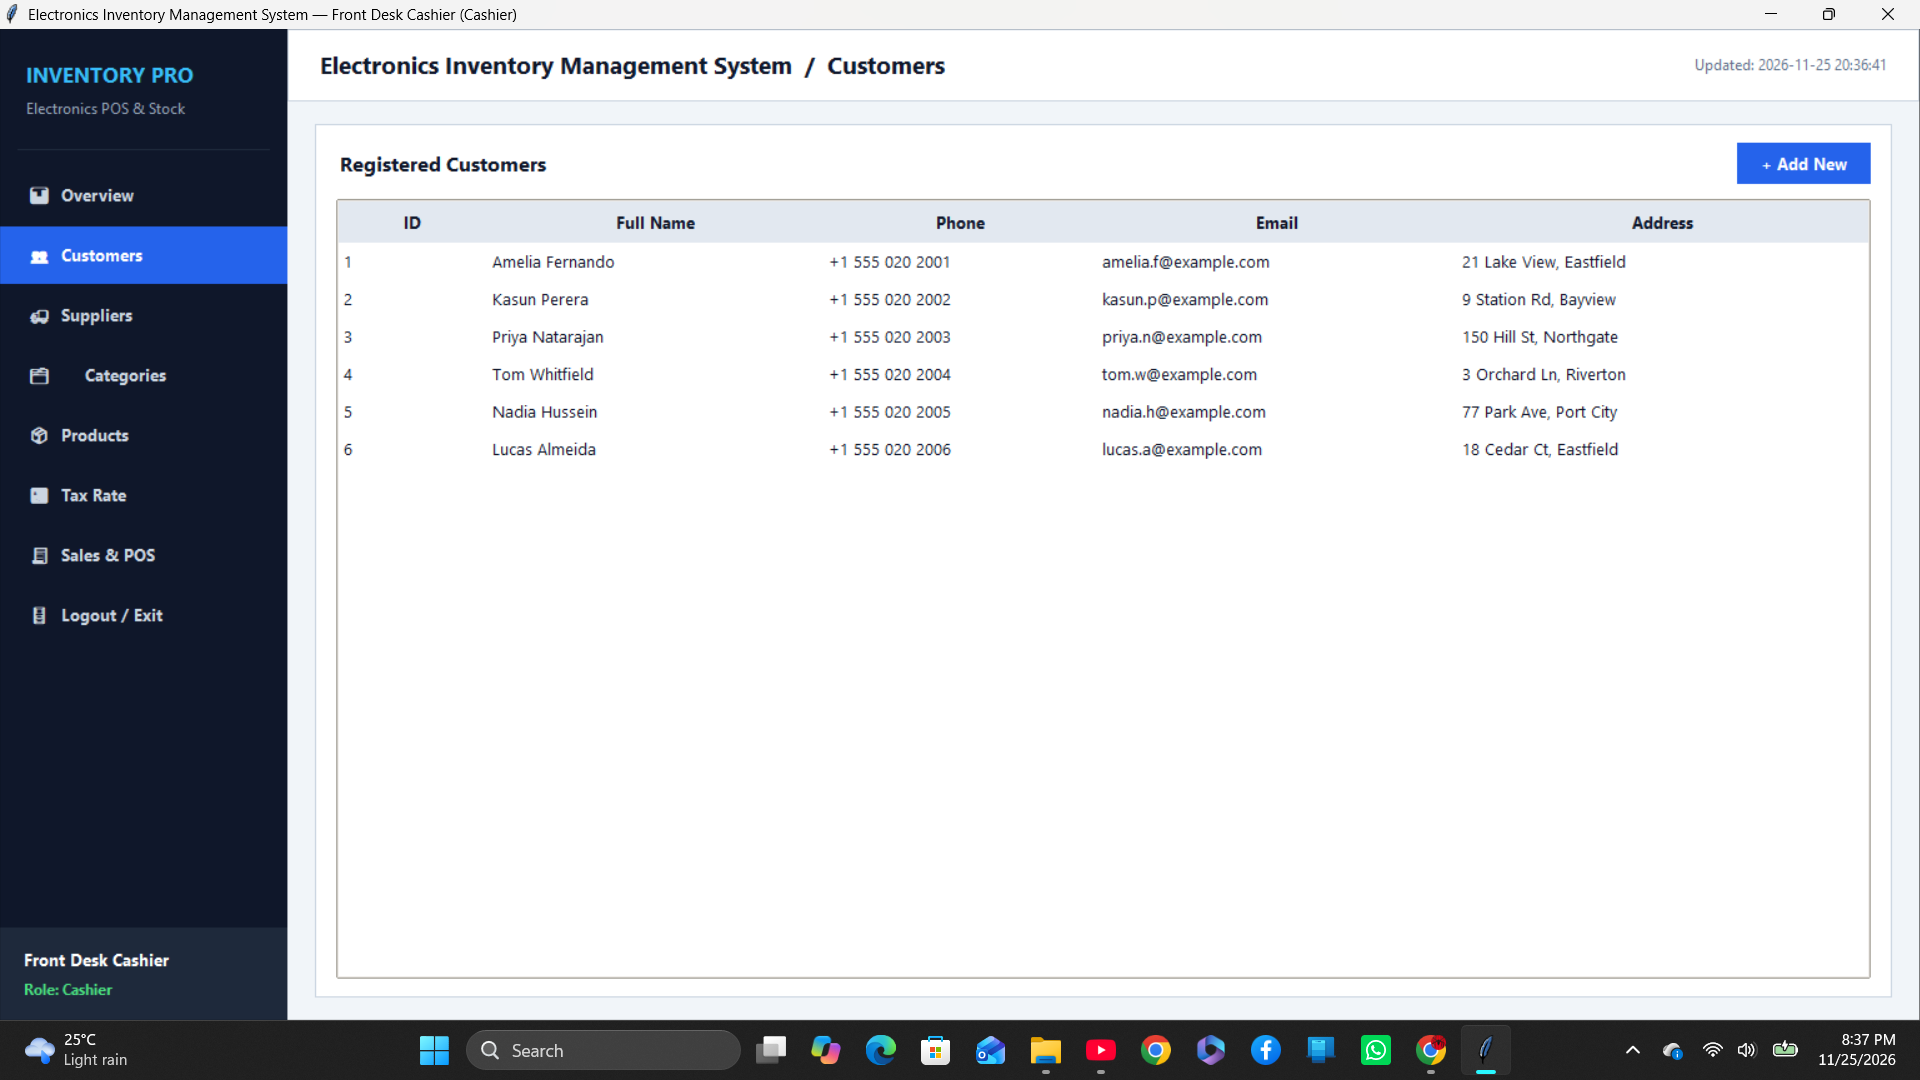 Electronics Inventory Management System — Front Desk Cashier (Cashier)
INVENTORY PRO
Electronics POS & Stock
Overview
Customers
Suppliers
Categories
Products
Tax Rate
Sales & POS
Logout / Exit
Front Desk Cashier
Role: Cashier
Electronics Inventory Management System / Customers
Updated: 2026-11-25 20:36:41
Registered Customers
+ Add New
ID Full Name Phone Email Address
1 Amelia Fernando +1 555 020 2001 amelia.f@example.com 21 Lake View, Eastfield
2 Kasun Perera +1 555 020 2002 kasun.p@example.com 9 Station Rd, Bayview
3 Priya Natarajan +1 555 020 2003 priya.n@example.com 150 Hill St, Northgate
4 Tom Whitfield +1 555 020 2004 tom.w@example.com 3 Orchard Ln, Riverton
5 Nadia Hussein +1 555 020 2005 nadia.h@example.com 77 Park Ave, Port City
6 Lucas Almeida +1 555 020 2006 lucas.a@example.com 18 Cedar Ct, Eastfield
25°C
Light rain
Search
8:37 PM
11/25/2026